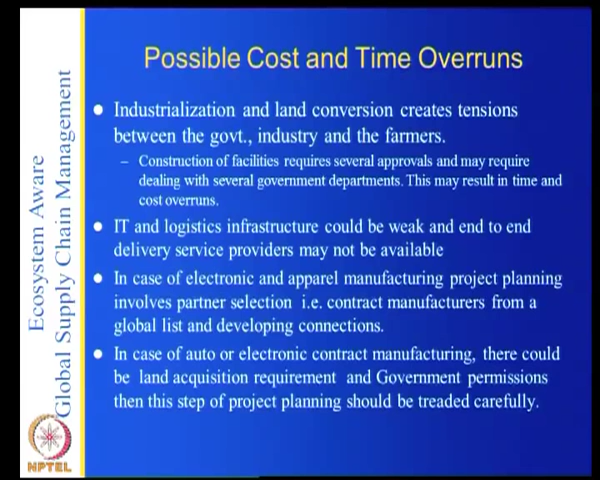 Possible Cost and Time Overruns
Industrialization and land conversion creates tensions
between the govt., industry and the farmers.
– Construction of facilities requires several approvals and may require
dealing with several government departments. This may result in time and
cost overruns.
IT and logistics infrastructure could be weak and end to end
delivery service providers may not be available
In case of electronic and apparel manufacturing project planning
involves partner selection i.e. contract manufacturers from a
global list and developing connections.
In case of auto or electronic contract manufacturing, there could
be land acquisition requirement and Government permissions
then this step of project planning should be treaded carefully.
Ecosystem Aware
Global Supply Chain Management
NPTEL